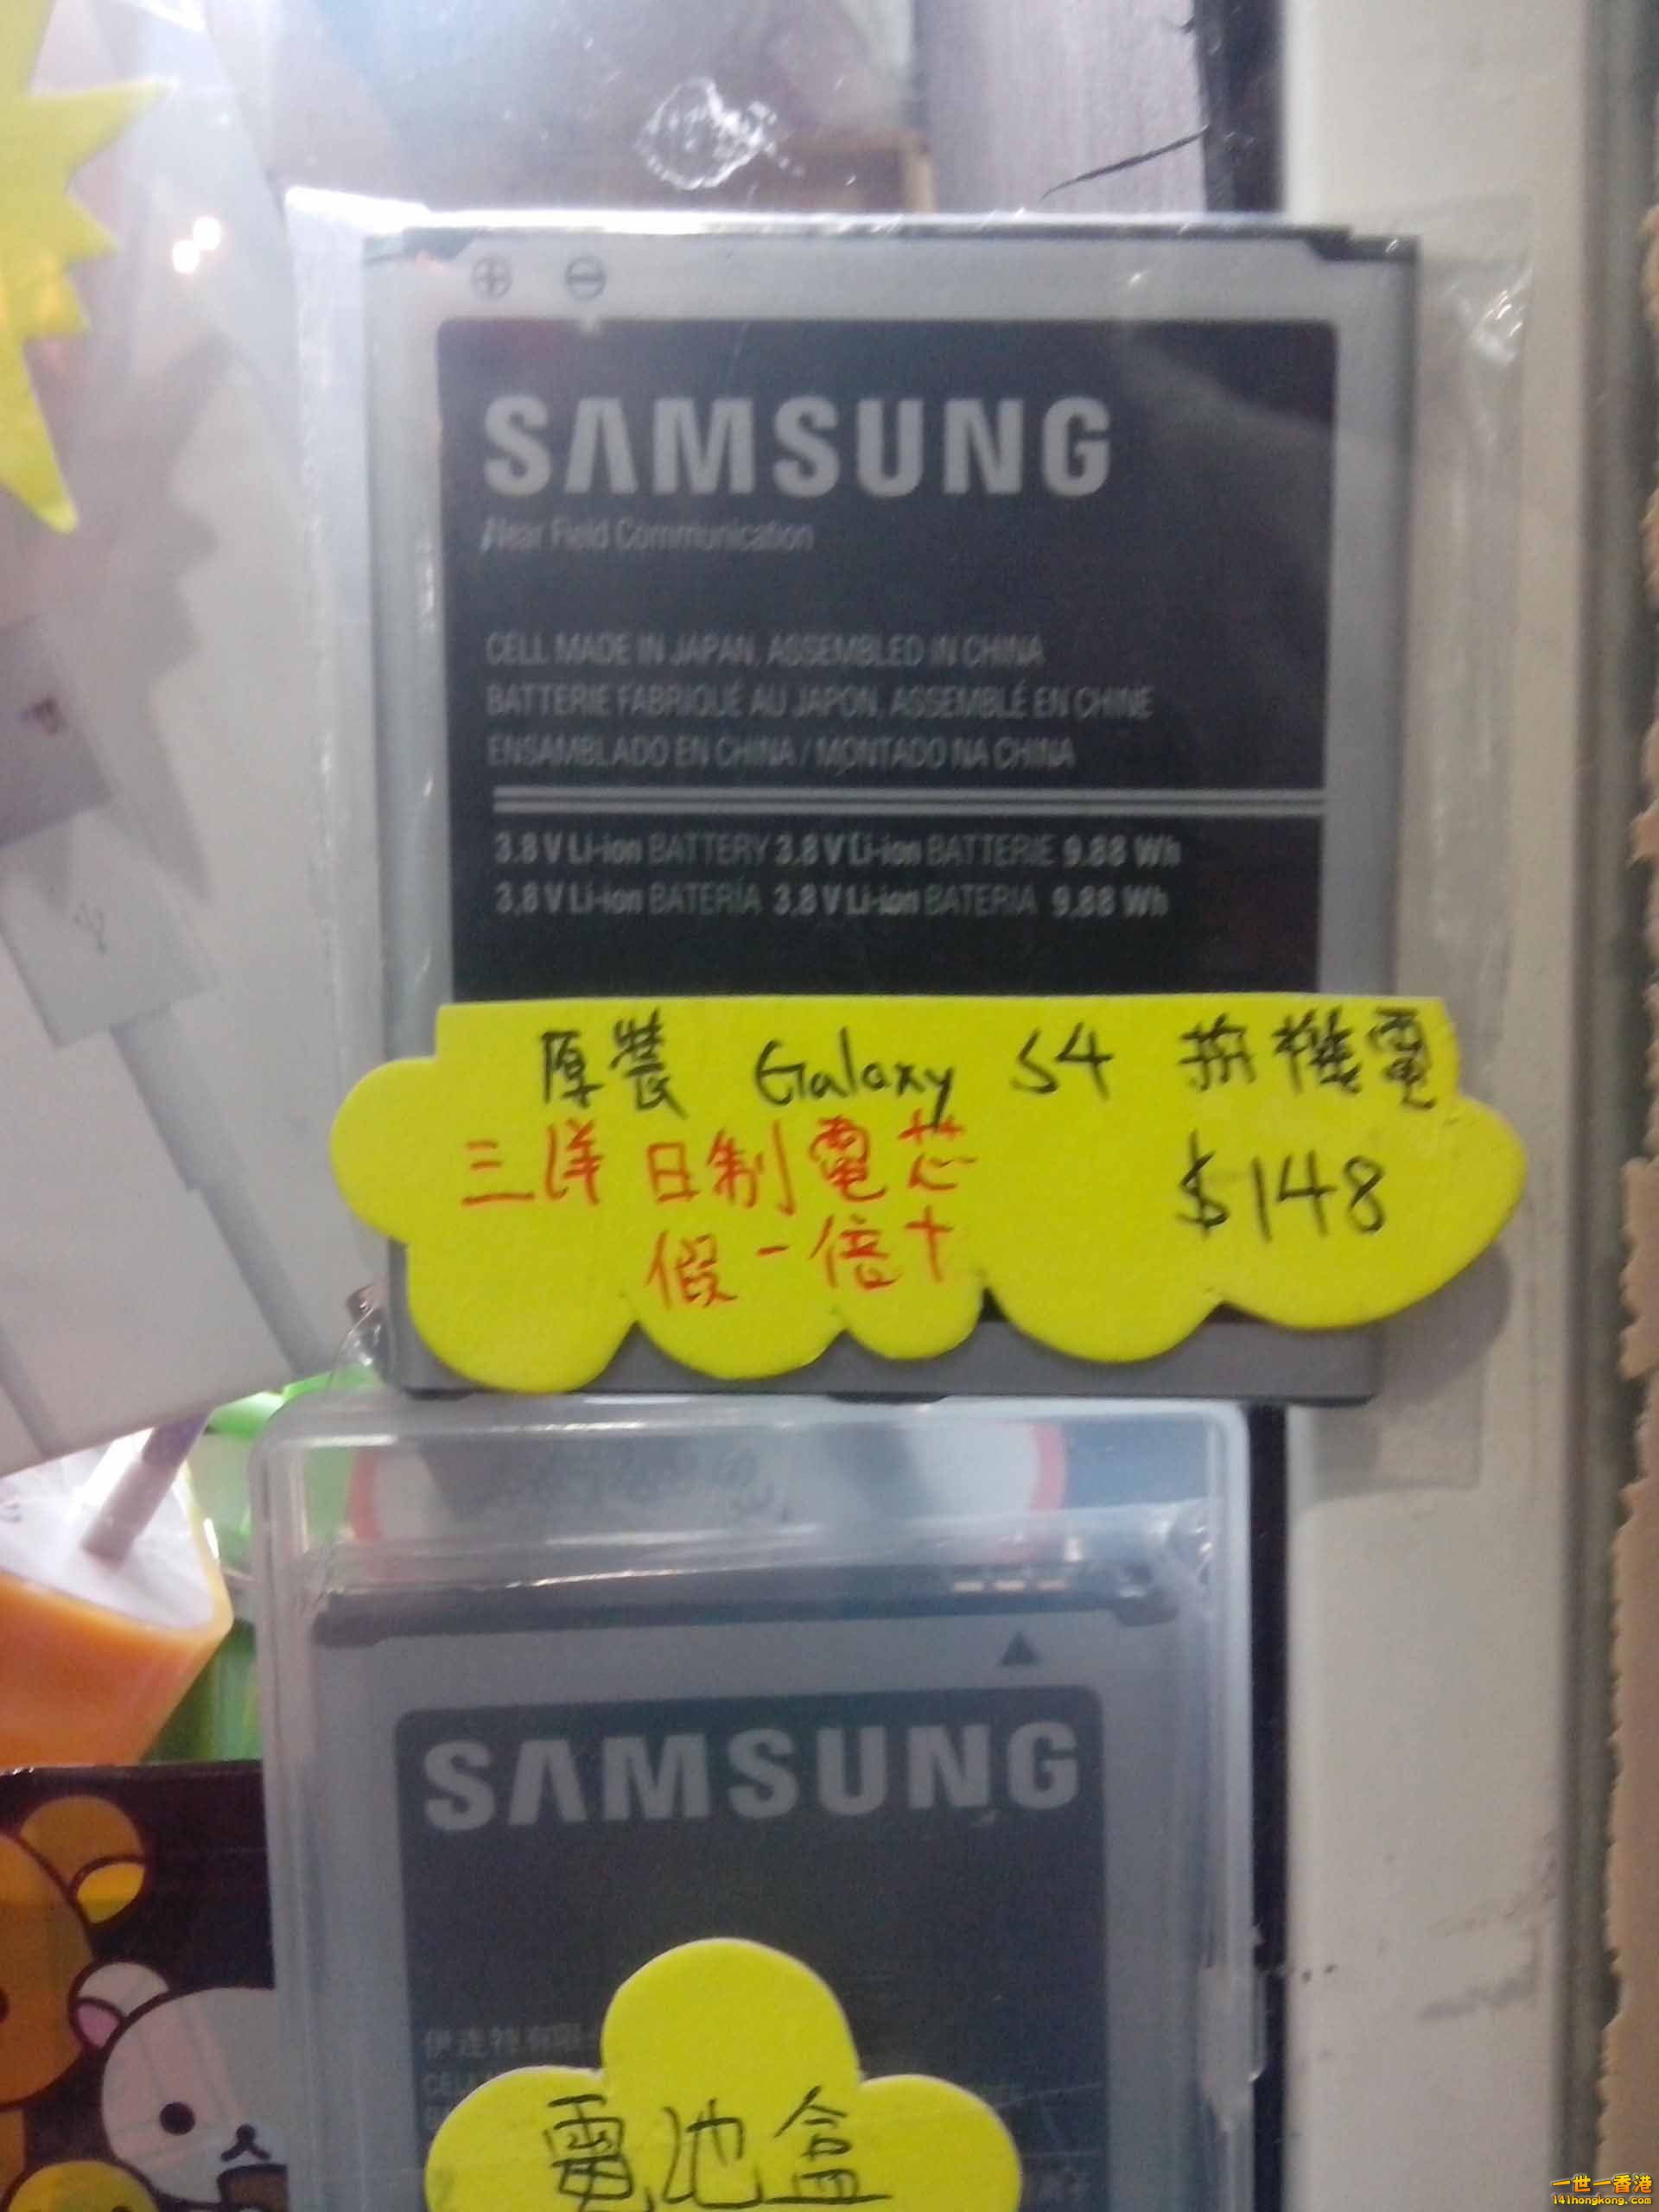 SAMSUNG
Near Field Communication
CELL MADE IN JAPAN, ASSEMBLED IN CHINA
BATTERIE FABRIQUÉ AU JAPON, ASSEMBLÉ EN CHINE
ENSAMBLADO EN CHINA / MONTADO NA CHINA
3.8 V Li-ion BATTERY 3.8 V Li-ion BATTERIE 9.88 Wh
3.8 V Li-ion BATERÍA 3.8 V Li-ion BATERIA 9.88 Wh
原裝 Galaxy S4 拆機電
三洋日制電芯 $148
假一倍十
SAMSUNG
電池盒
一世一香港
141hongkong.com